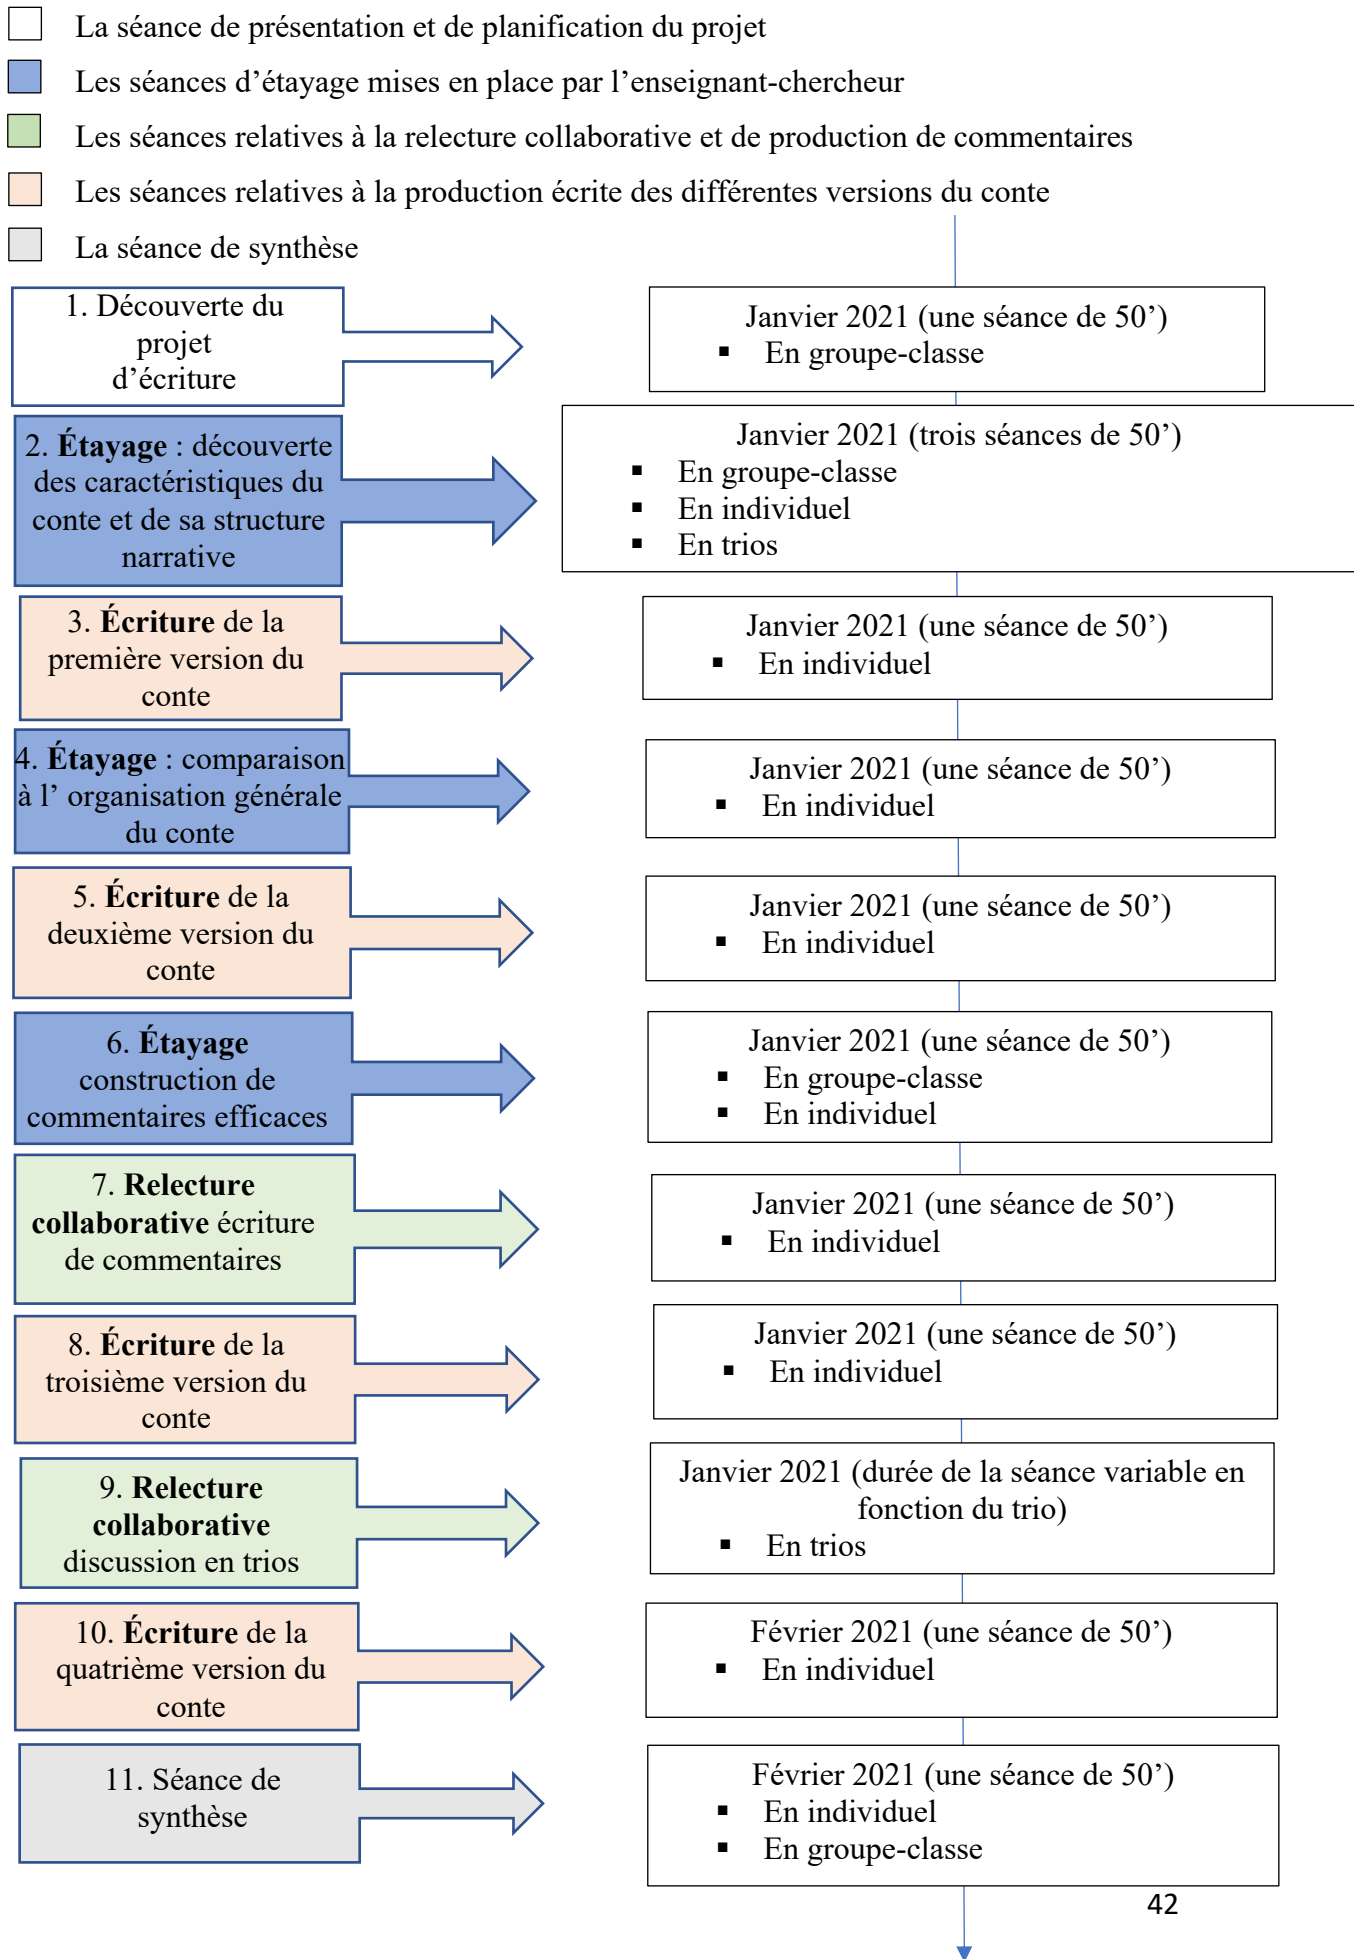 La séance de présentation et de planification du projet
Les séances d’étayage mises en place par l’enseignant-chercheur
Les séances relatives à la relecture collaborative et de production de commentaires
Les séances relatives à la production écrite des différentes versions du conte
La séance de synthèse
1. Découverte du
projet
d’écriture
Janvier 2021 (une séance de 50’)
▪ En groupe-classe
2. Étayage : découverte
des caractéristiques du
conte et de sa structure
narrative
Janvier 2021 (trois séances de 50’)
▪ En groupe-classe
▪ En individuel
▪ En trios
3. Écriture de la
première version du
conte
Janvier 2021 (une séance de 50’)
▪ En individuel
4. Étayage : comparaison
à l’ organisation générale
du conte
Janvier 2021 (une séance de 50’)
▪ En individuel
5. Écriture de la
deuxième version du
conte
Janvier 2021 (une séance de 50’)
▪ En individuel
6. Étayage
construction de
commentaires efficaces
Janvier 2021 (une séance de 50’)
▪ En groupe-classe
▪ En individuel
7. Relecture
collaborative écriture
de commentaires
Janvier 2021 (une séance de 50’)
▪ En individuel
8. Écriture de la
troisième version du
conte
Janvier 2021 (une séance de 50’)
▪ En individuel
9. Relecture
collaborative
discussion en trios
Janvier 2021 (durée de la séance variable en
fonction du trio)
▪ En trios
10. Écriture de la
quatrième version du
conte
Février 2021 (une séance de 50’)
▪ En individuel
11. Séance de
synthèse
Février 2021 (une séance de 50’)
▪ En individuel
▪ En groupe-classe
42